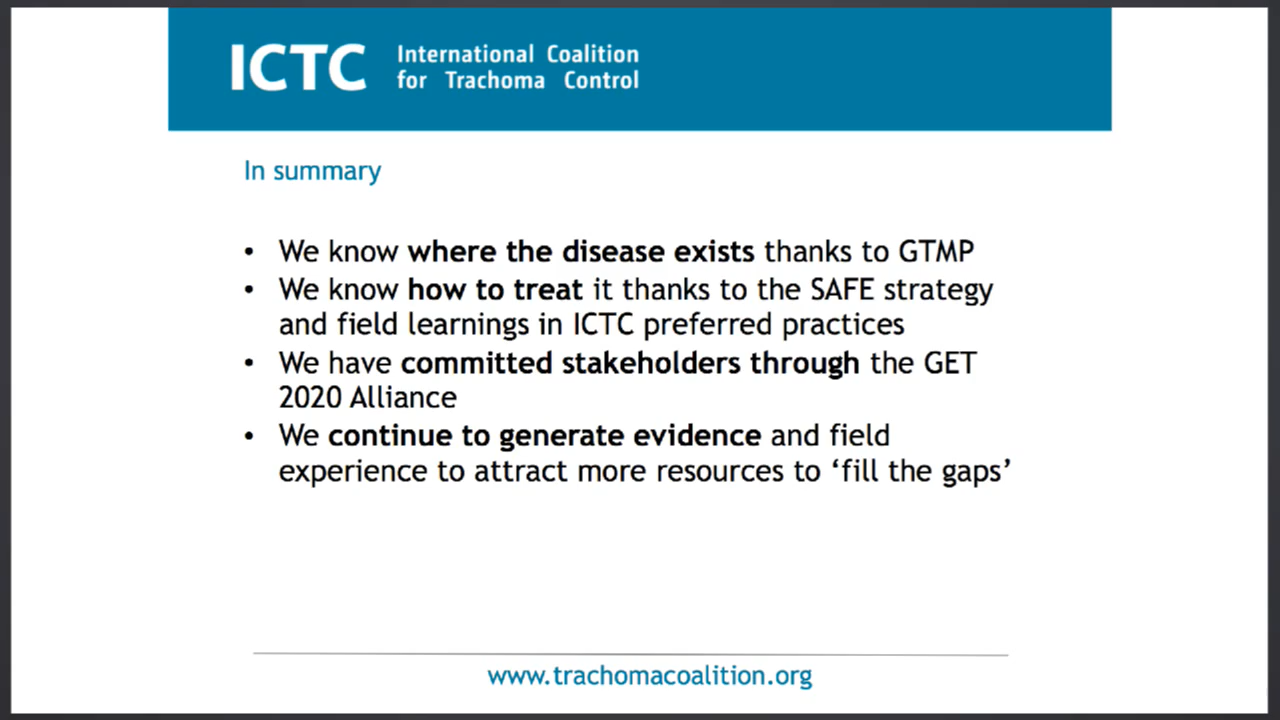 ICTC
International Coalition
for Trachoma Control
In summary
• We know where the disease exists thanks to GTMP
• We know how to treat it thanks to the SAFE strategy
and field learnings in ICTC preferred practices
• We have committed stakeholders through the GET
2020 Alliance
• We continue to generate evidence and field
experience to attract more resources to ‘fill the gaps’
www.trachomacoalition.org